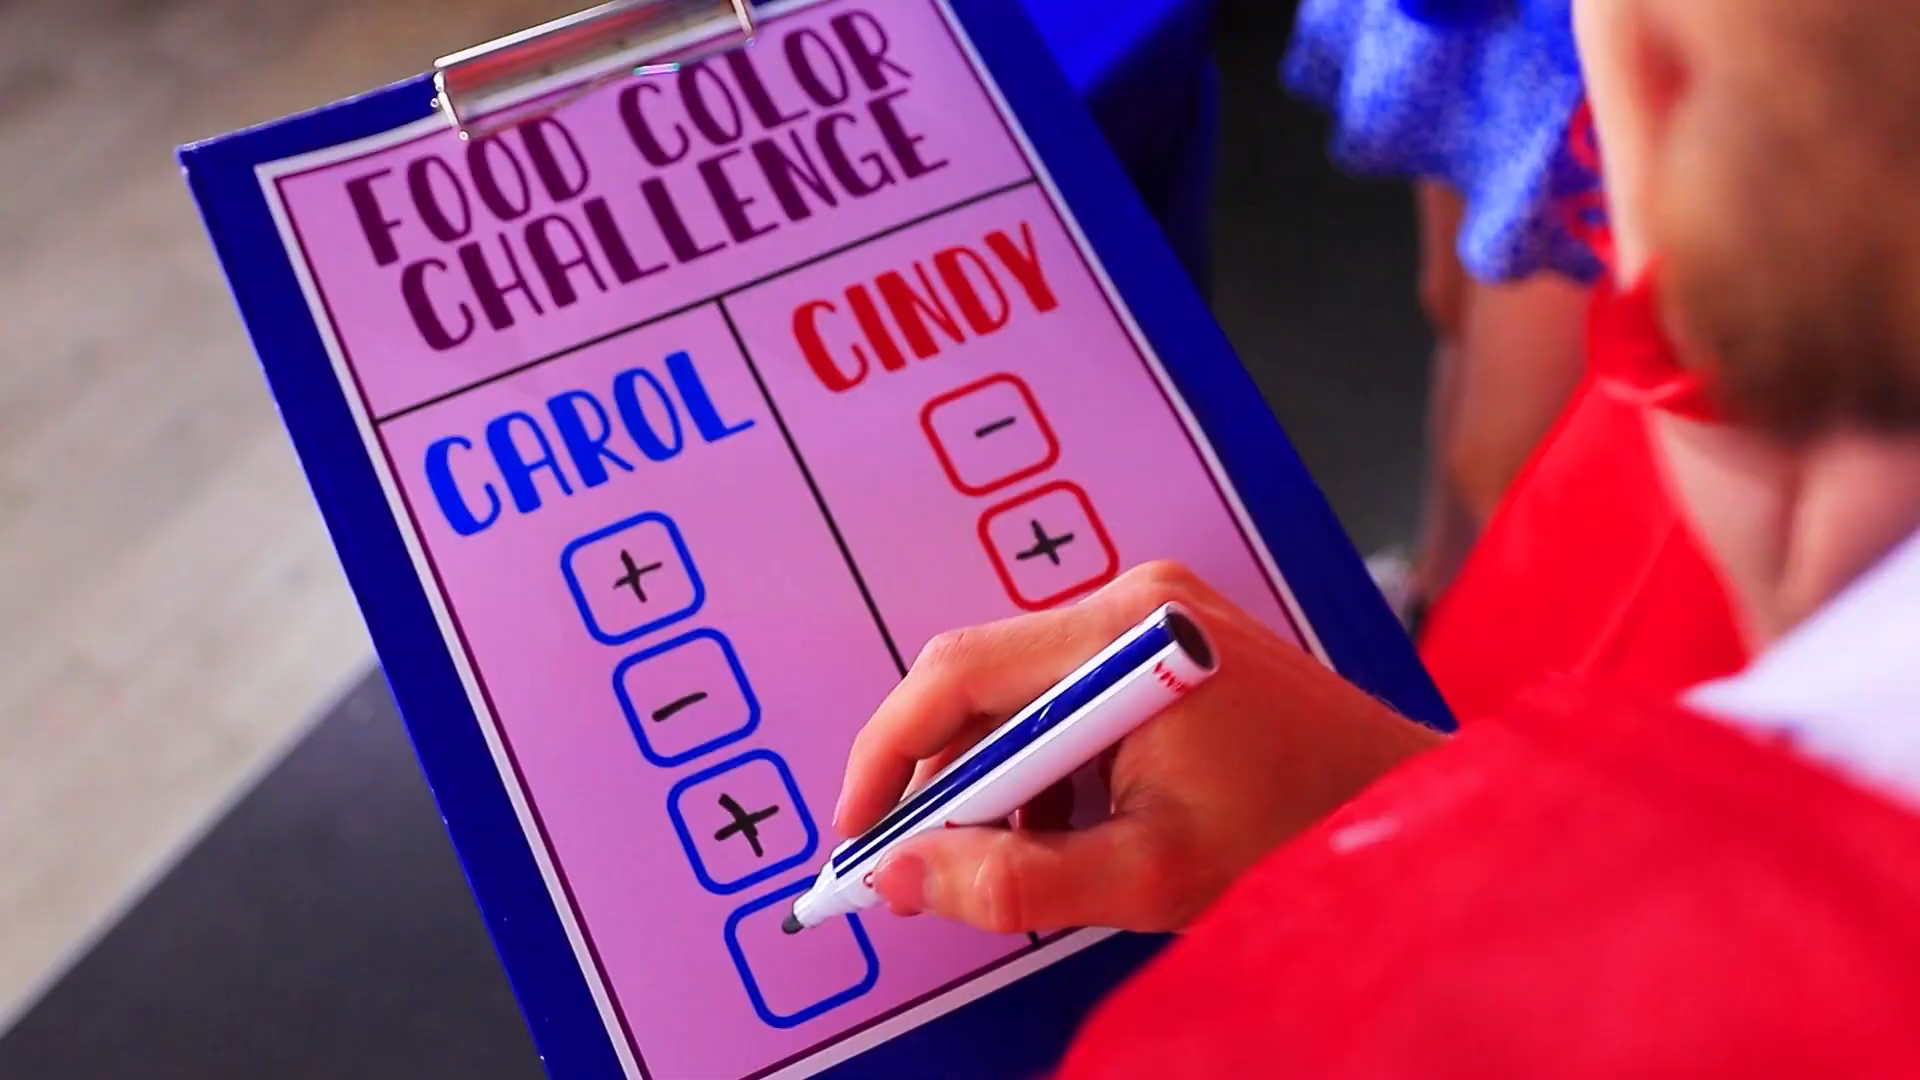 FOOD COLOR
CHALLENGE
CAROL
CINDY
+
-
+
-
+